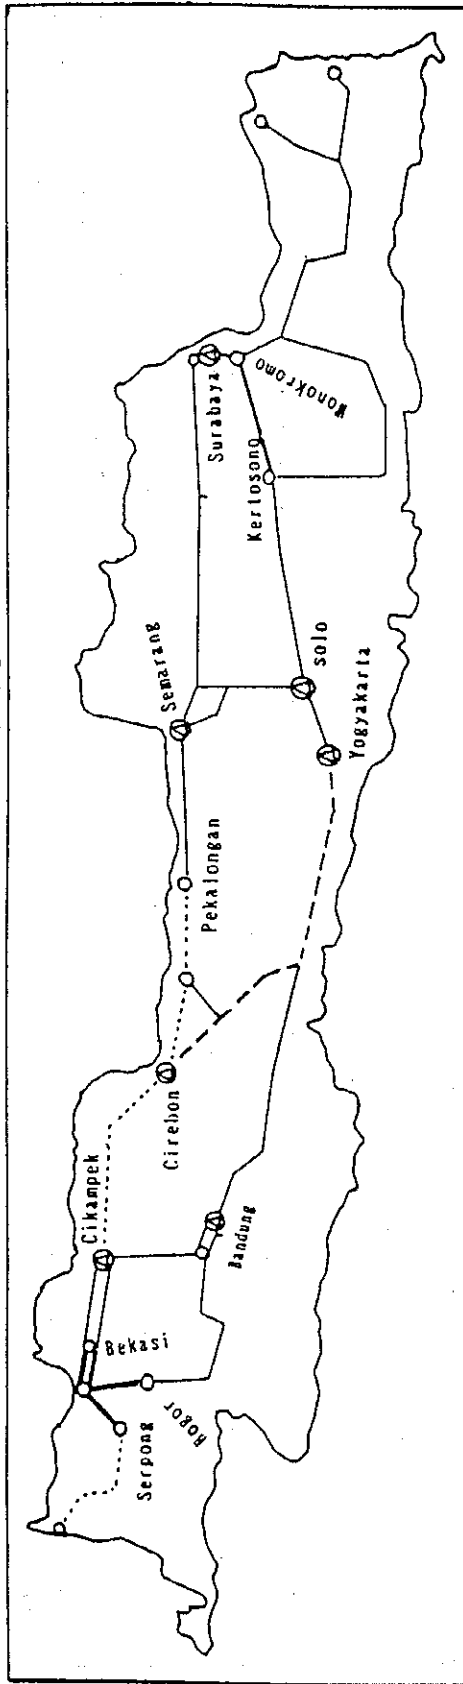 Serpong
Bogor
Bekasi
Cikampek
Bandung
Cirebon
Pekalongan
Semarang
Yogyakarta
solo
Kertosono
Surabaya
Wonokromo